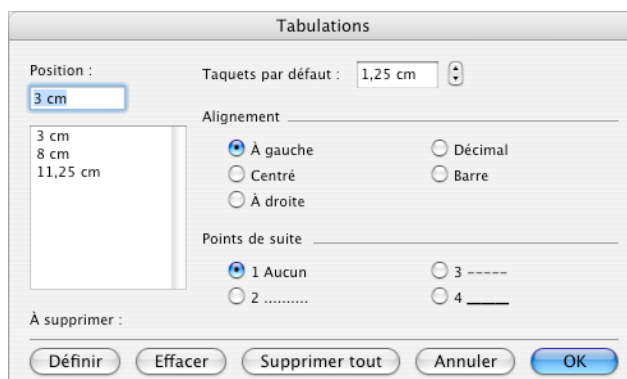 Tabulations
Position :
Taquets par défaut :
1,25 cm
3 cm
3 cm
8 cm
11,25 cm
Alignement
À gauche
Décimal
Centré
Barre
À droite
Points de suite
1 Aucun
3 -----
2 ..........
4 _____
À supprimer :
Définir
Effacer
Supprimer tout
Annuler
OK